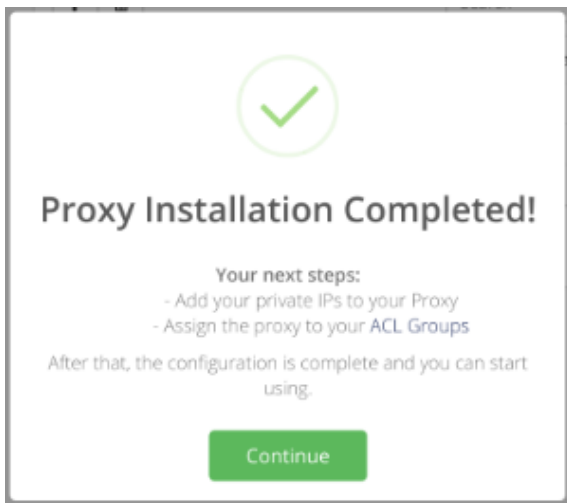 Proxy Installation Completed!
Your next steps:
- Add your private IPs to your Proxy
- Assign the proxy to your ACL Groups
After that, the configuration is complete and you can start
using.
Continue